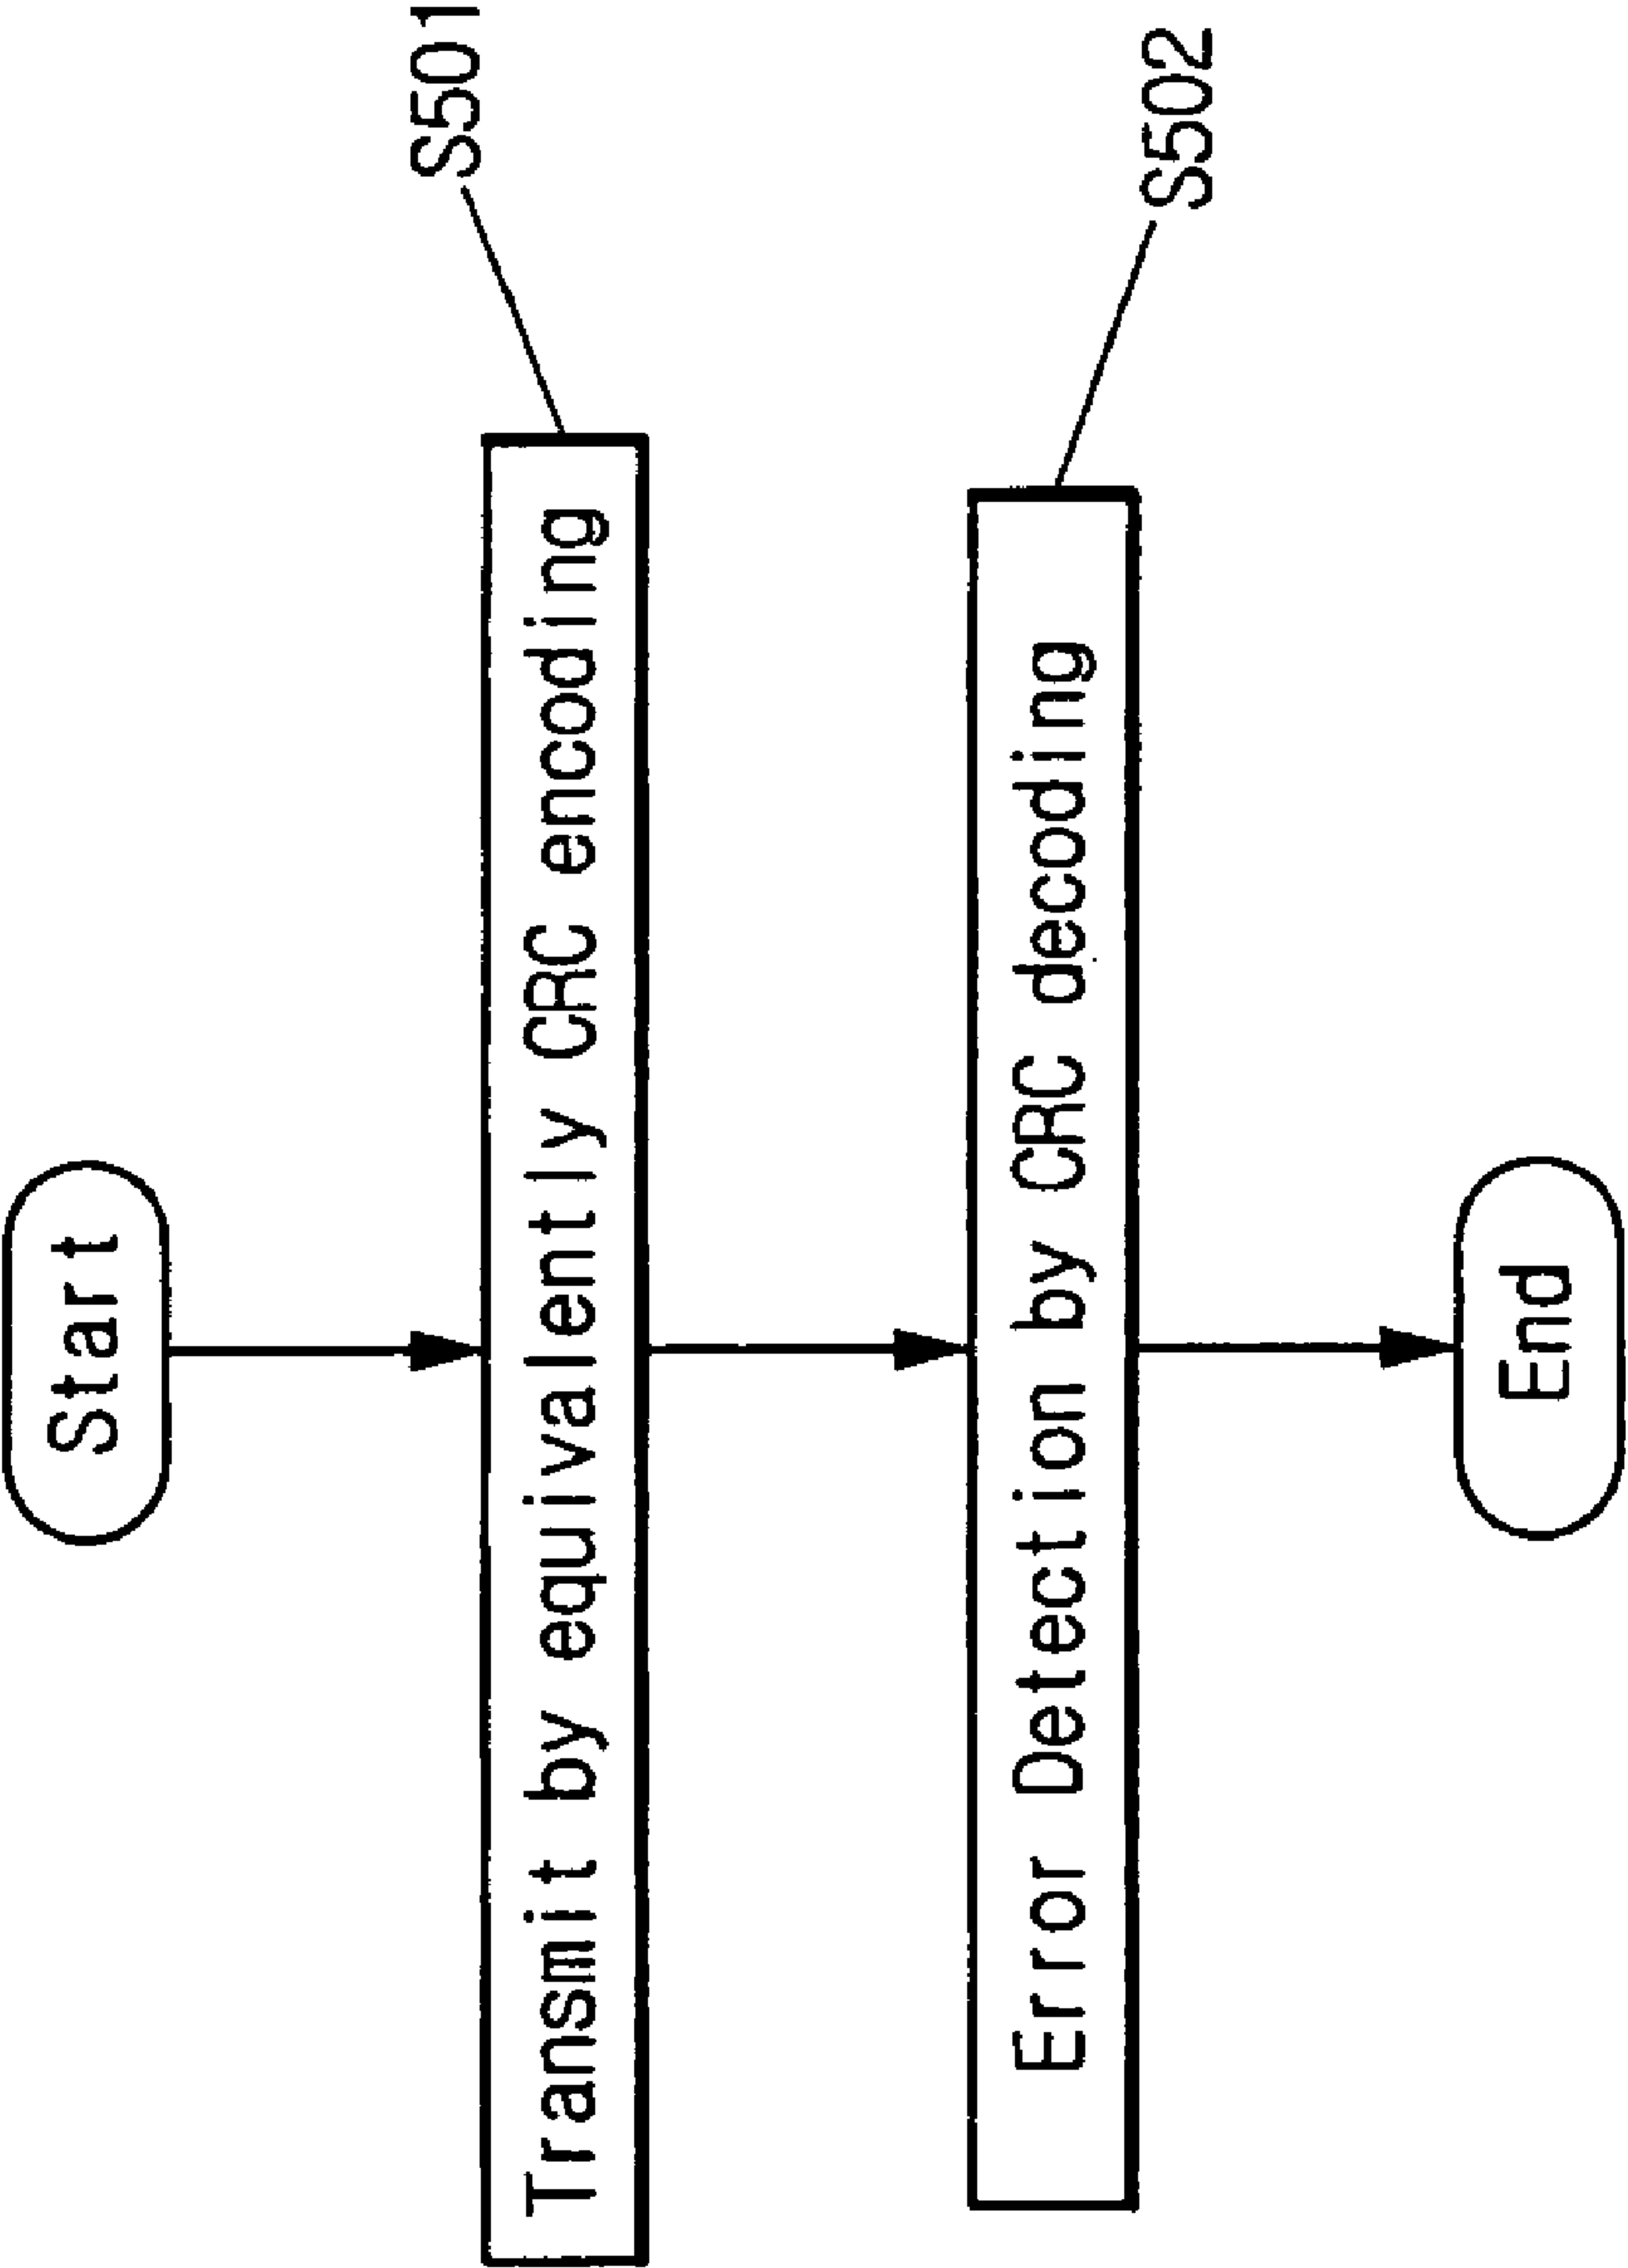 Start
S501
Transmit by equivalently CRC encoding
S502
Error Detection by CRC decoding
End